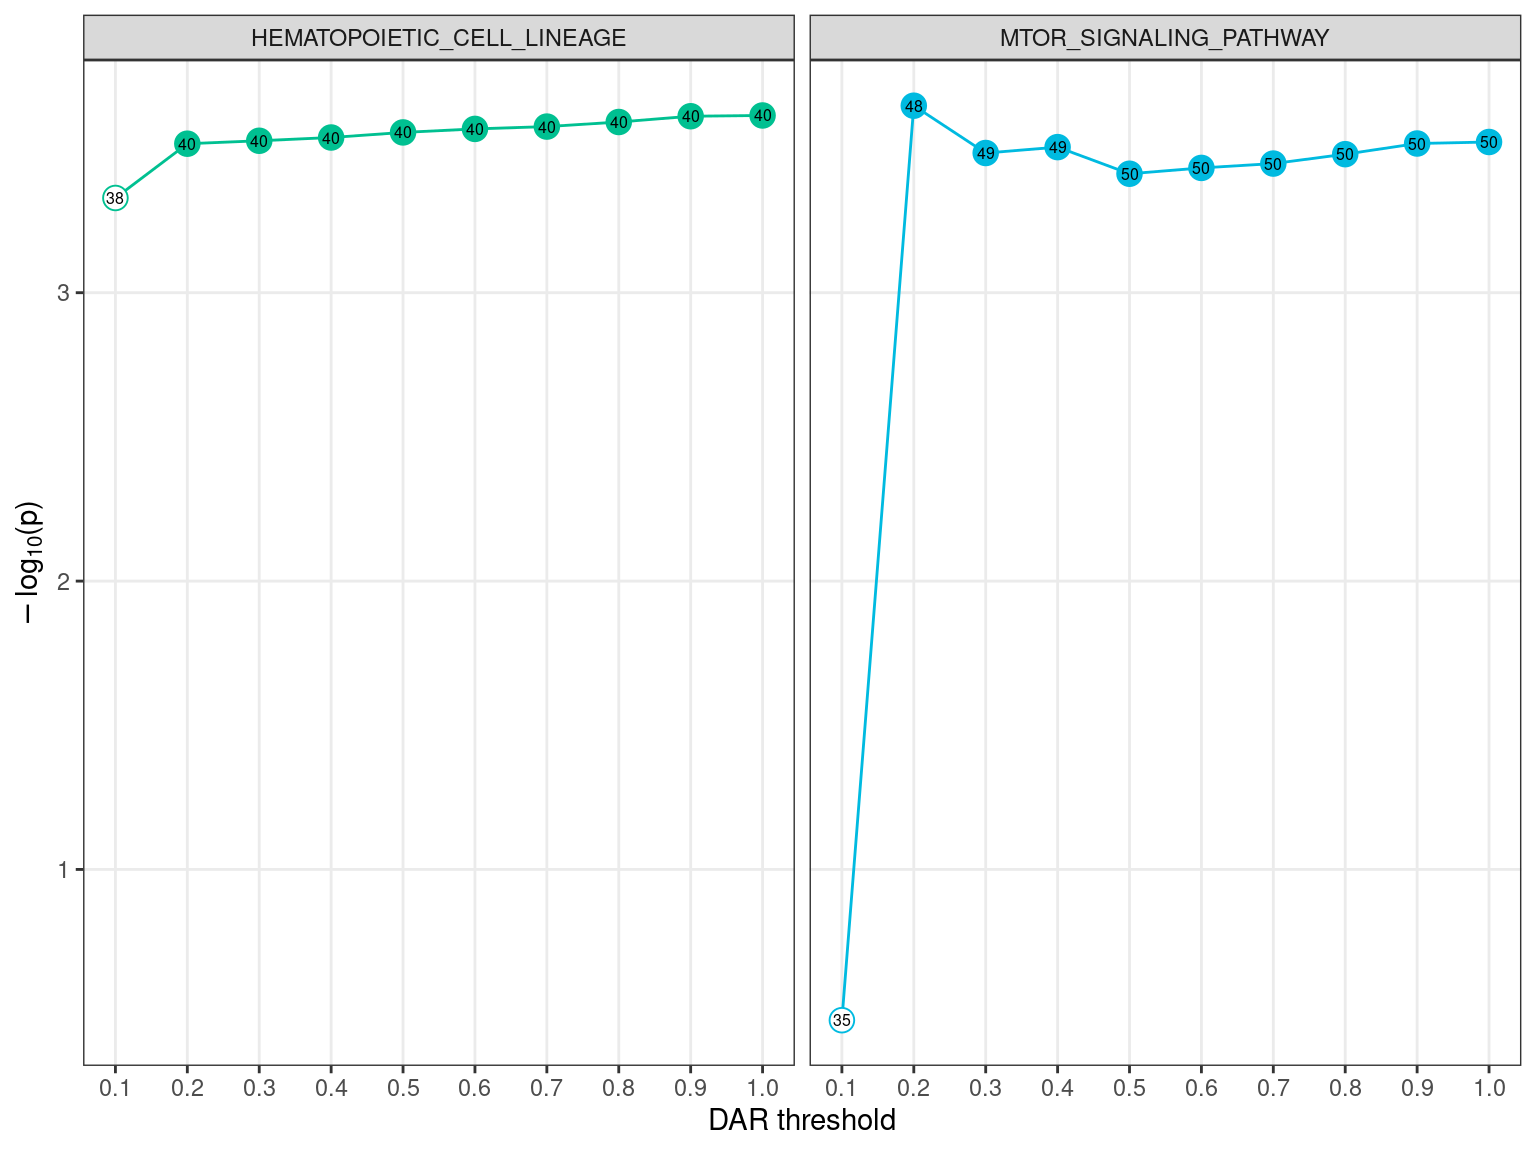 HEMATOPOIETIC_CELL_LINEAGE MTOR_SIGNALING_PATHWAY
− log10(p)
3
2
1
38 40 40 40 40 40 40 40 40 40
35 48 49 49 50 50 50 50 50 50
0.1 0.2 0.3 0.4 0.5 0.6 0.7 0.8 0.9 1.0 0.1 0.2 0.3 0.4 0.5 0.6 0.7 0.8 0.9 1.0
DAR threshold